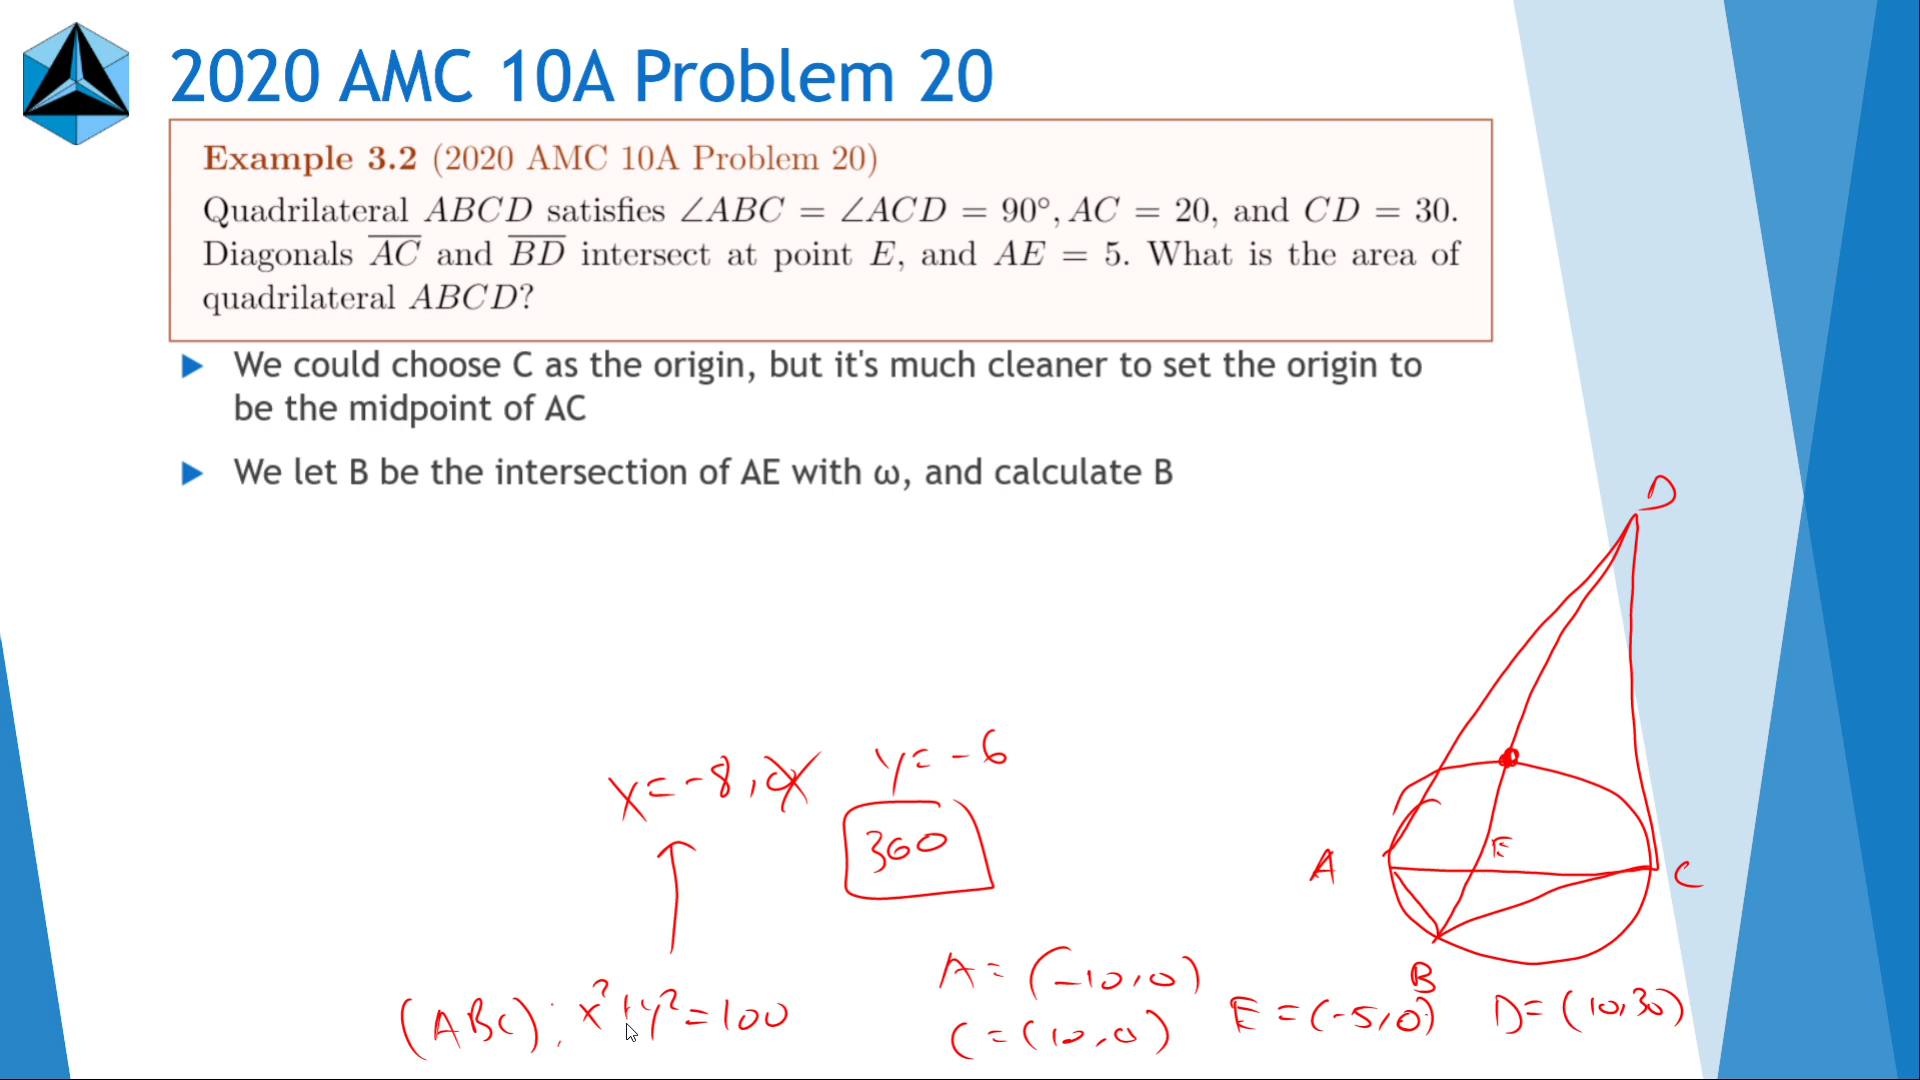 2020 AMC 10A Problem 20
Example 3.2 (2020 AMC 10A Problem 20)
Quadrilateral ABCD satisfies ∠ABC = ∠ACD = 90°, AC = 20, and CD = 30.
Diagonals A̅C̅ and B̅D̅ intersect at point E, and AE = 5. What is the area of
quadrilateral ABCD?
We could choose C as the origin, but it's much cleaner to set the origin to
be the midpoint of AC
We let B be the intersection of AE with ω, and calculate B
D
x = -8,
y = -6
360
E
A
C
B
(ABC): x² + y² = 100
A = (-10,0)
C = (10,0)
E = (-5,0)
D = (10,30)